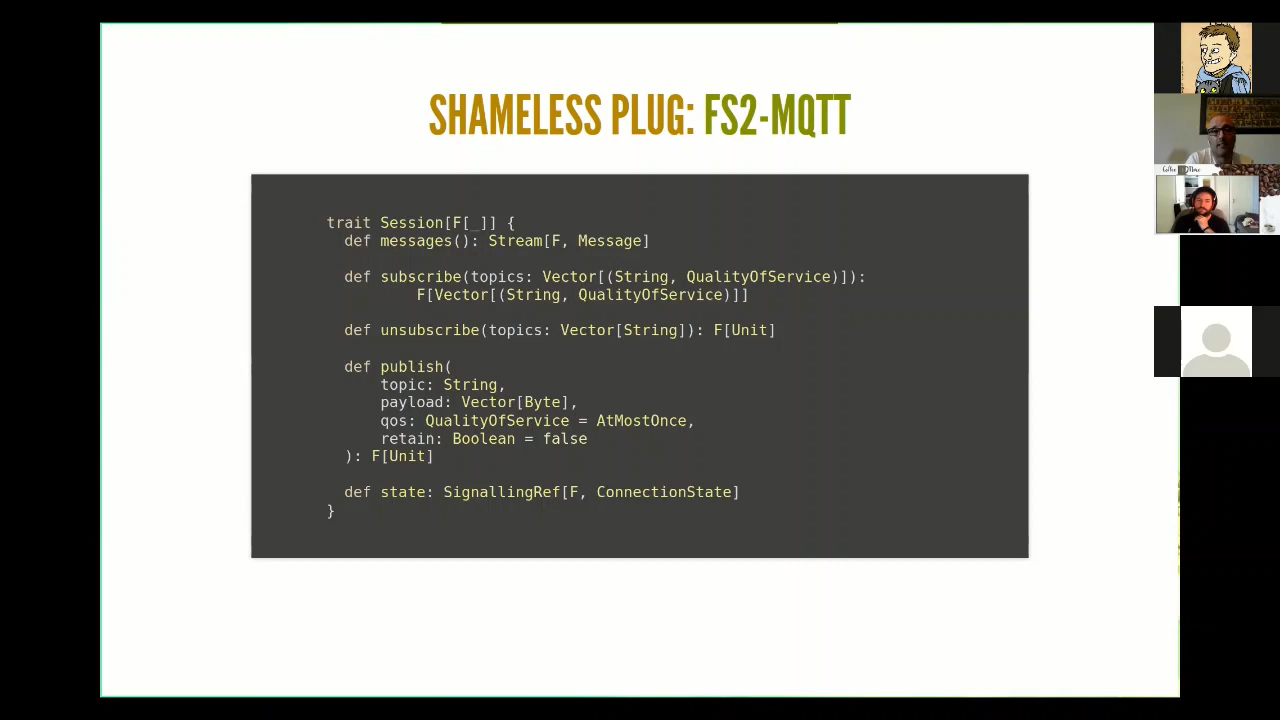 SHAMELESS PLUG: FS2-MQTT
trait Session[F[_]] {
def messages(): Stream[F, Message]
def subscribe(topics: Vector[(String, QualityOfService)]):
F[Vector[(String, QualityOfService)]]
def unsubscribe(topics: Vector[String]): F[Unit]
def publish(
topic: String,
payload: Vector[Byte],
qos: QualityOfService = AtMostOnce,
retain: Boolean = false
): F[Unit]
def state: SignallingRef[F, ConnectionState]
}